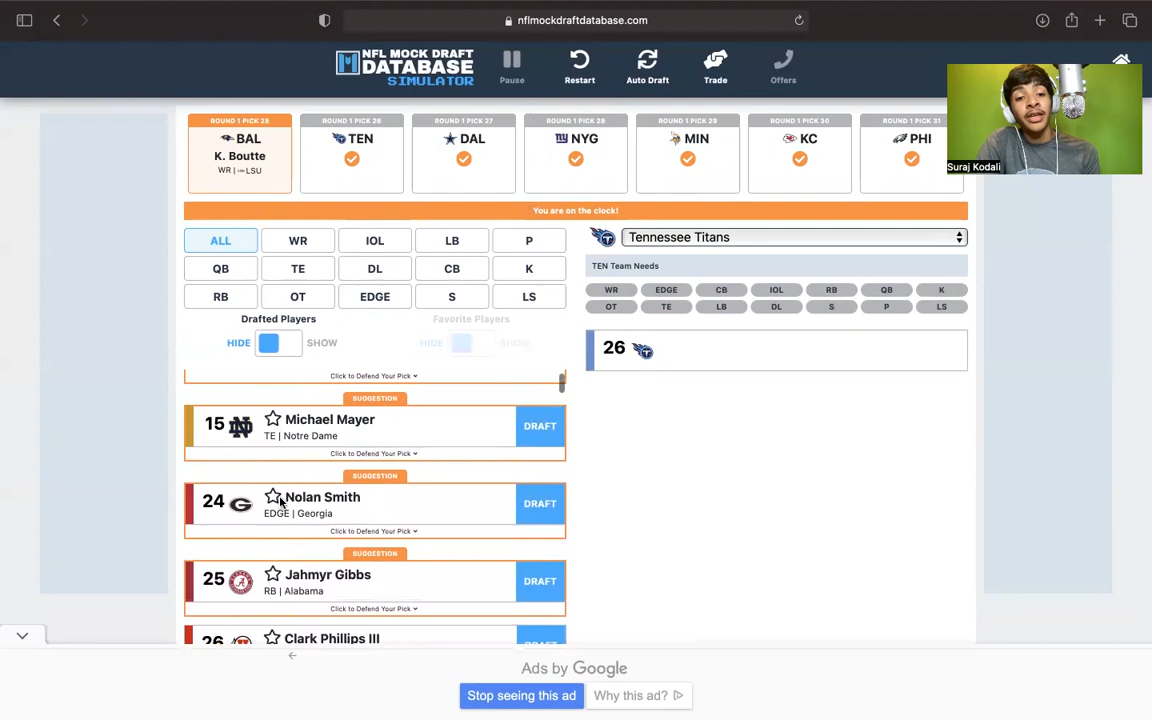 nflmockdraftdatabase.com
NFL MOCK DRAFT
DATABASE
SIMULATOR
Pause
Restart
Auto Draft
Trade
Offers
Suraj Kodali
ROUND 1 PICK 25
BAL
K. Boutte
WR | LSU
ROUND 1 PICK 26
TEN
ROUND 1 PICK 27
DAL
ROUND 1 PICK 28
NYG
ROUND 1 PICK 29
MIN
ROUND 1 PICK 30
KC
ROUND 1 PICK 31
PHI
You are on the clock!
ALL WR IOL LB P
QB TE DL CB K
RB OT EDGE S LS
Drafted Players
HIDE SHOW
Favorite Players
HIDE SHOW
Click to Defend Your Pick
SUGGESTION
15 Michael Mayer
TE | Notre Dame
DRAFT
Click to Defend Your Pick
SUGGESTION
24 Nolan Smith
EDGE | Georgia
DRAFT
Click to Defend Your Pick
SUGGESTION
25 Jahmyr Gibbs
RB | Alabama
DRAFT
Click to Defend Your Pick
26 Clark Phillips III
DRAFT
Tennessee Titans
TEN Team Needs
WR EDGE CB IOL RB QB K
OT TE LB DL S P LS
26
Ads by Google
Stop seeing this ad
Why this ad?